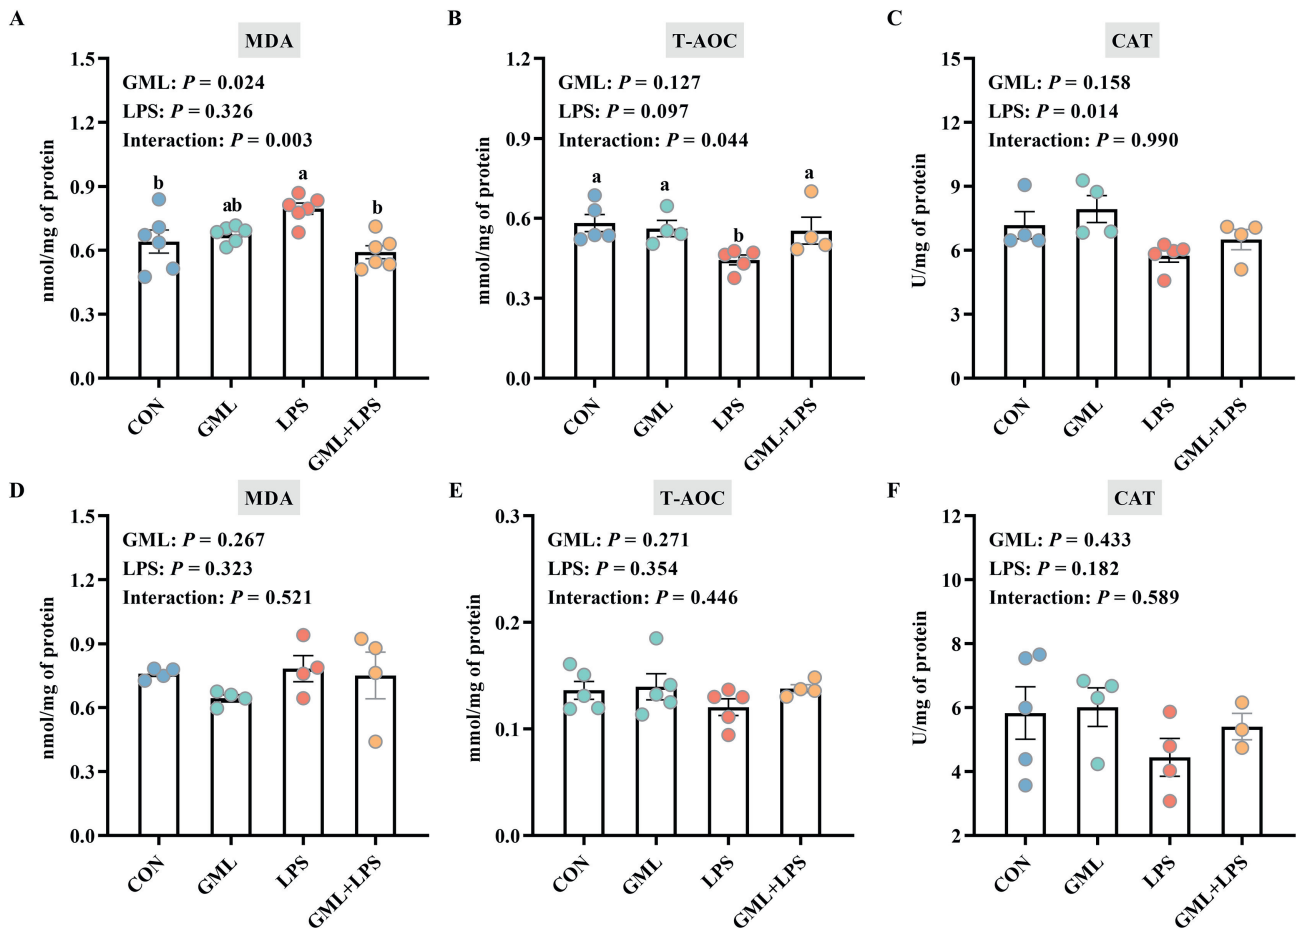 A
MDA
1.5
1.2
0.9
0.6
0.3
0.0
nmol/mg of protein
GML: P = 0.024
LPS: P = 0.326
Interaction: P = 0.003
b
ab
a
b
CON
GML
LPS
GML+LPS
B
T-AOC
1.2
0.9
0.6
0.3
0.0
mmol/mg of protein
GML: P = 0.127
LPS: P = 0.097
Interaction: P = 0.044
a
a
b
a
CON
GML
LPS
GML+LPS
C
CAT
15
12
9
6
3
0
U/mg of protein
GML: P = 0.158
LPS: P = 0.014
Interaction: P = 0.990
CON
GML
LPS
GML+LPS
D
MDA
1.5
1.2
0.9
0.6
0.3
0.0
nmol/mg of protein
GML: P = 0.267
LPS: P = 0.323
Interaction: P = 0.521
CON
GML
LPS
GML+LPS
E
T-AOC
0.3
0.2
0.1
0.0
mmol/mg of protein
GML: P = 0.271
LPS: P = 0.354
Interaction: P = 0.446
CON
GML
LPS
GML+LPS
F
CAT
12
10
8
6
4
2
U/mg of protein
GML: P = 0.433
LPS: P = 0.182
Interaction: P = 0.589
CON
GML
LPS
GML+LPS